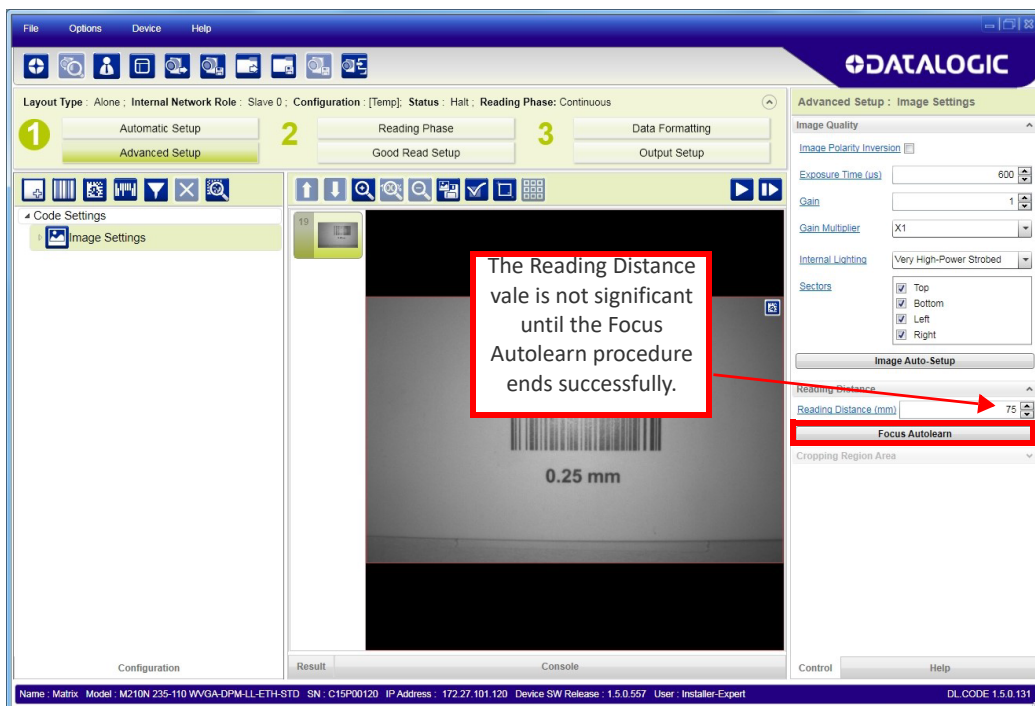 File Options Device Help
DATALOGIC
Layout Type : Alone ; Internal Network Role : Slave 0 ; Configuration : [Temp]; Status : Halt ; Reading Phase: Continuous
1 Automatic Setup 2 Reading Phase 3 Data Formatting
Advanced Setup Good Read Setup Output Setup
Code Settings
Image Settings
100%
19
The Reading Distance
vale is not significant
until the Focus
Autolearn procedure
ends successfully.
0.25 mm
Configuration
Result Console
Advanced Setup : Image Settings
Image Quality
Image Polarity Inversion
Exposure Time (us) 600
Gain 1
Gain Multiplier X1
Internal Lighting Very High-Power Strobed
Sectors Top
Bottom
Left
Right
Image Auto-Setup
Reading Distance
Reading Distance (mm) 75
Focus Autolearn
Cropping Region Area
Control Help
Name : Matrix Model : M210N 235-110 WVGA-DPM-LL-ETH-STD SN : C15P00120 IP Address : 172.27.101.120 Device SW Release : 1.5.0.557 User : Installer-Expert DL.CODE 1.5.0.131